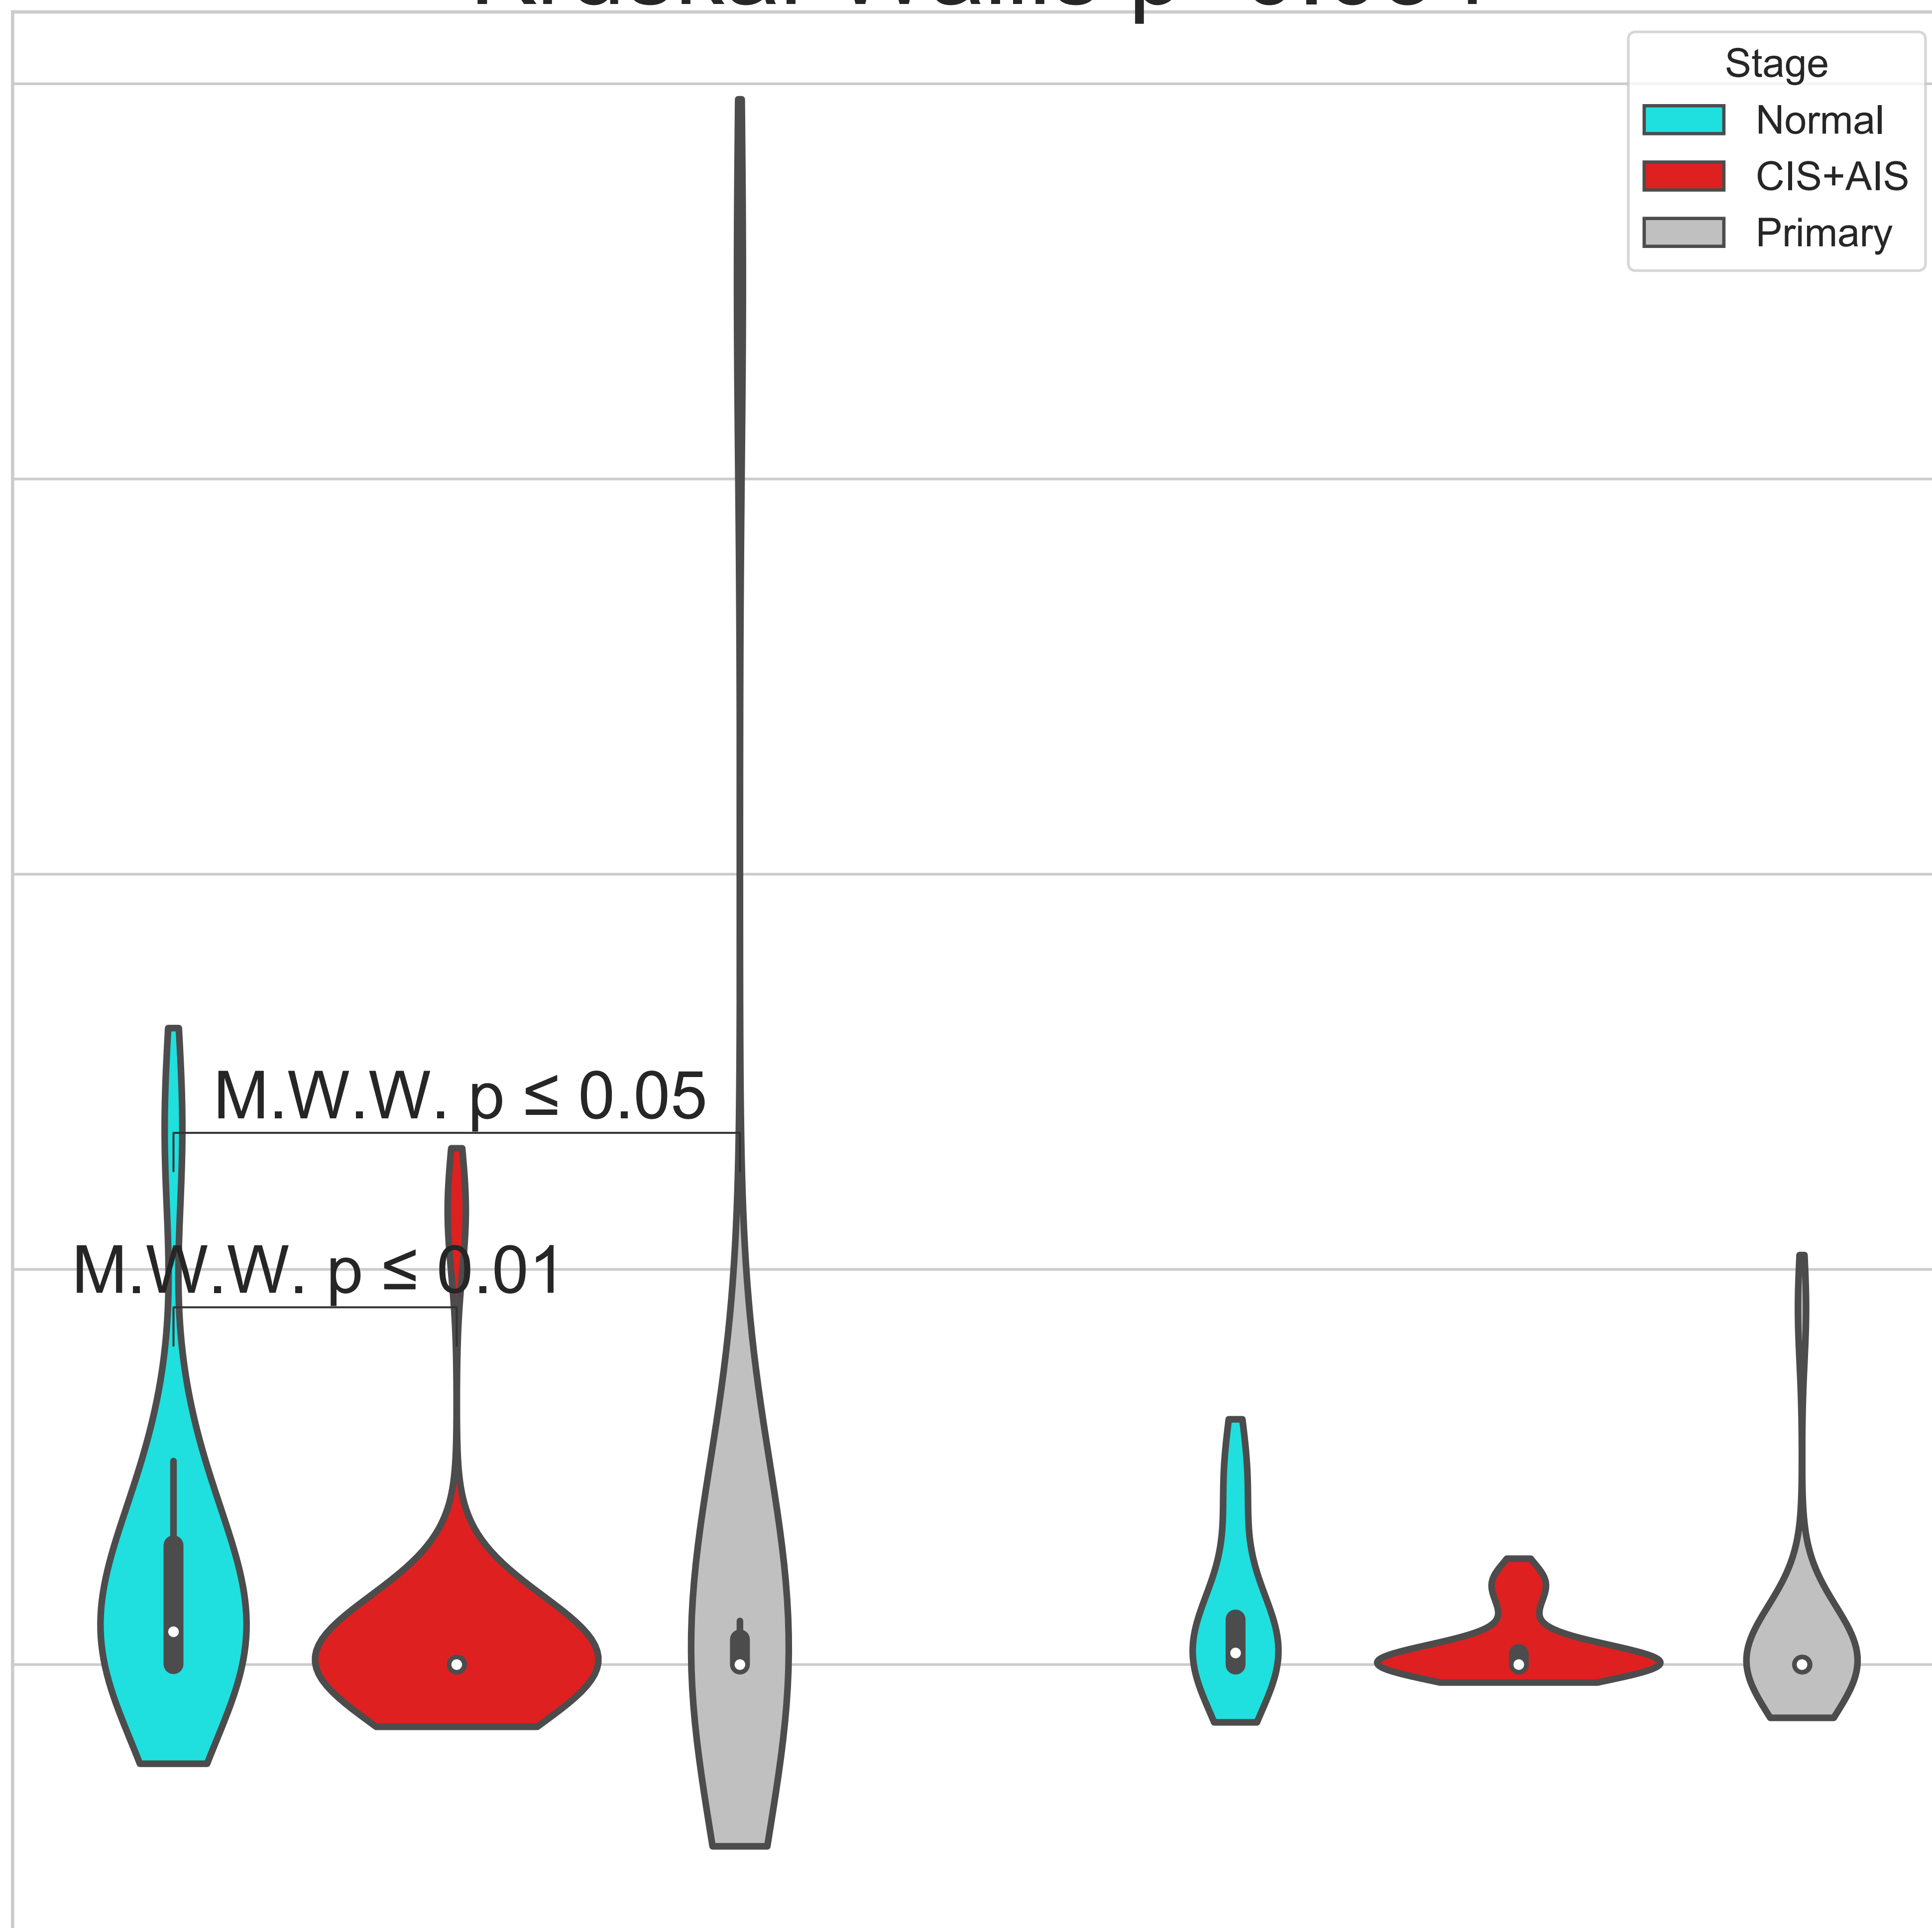 Stage
Normal
CIS+AIS
Primary
M.W.W. p ≤ 0.05
M.W.W. p ≤ 0.01